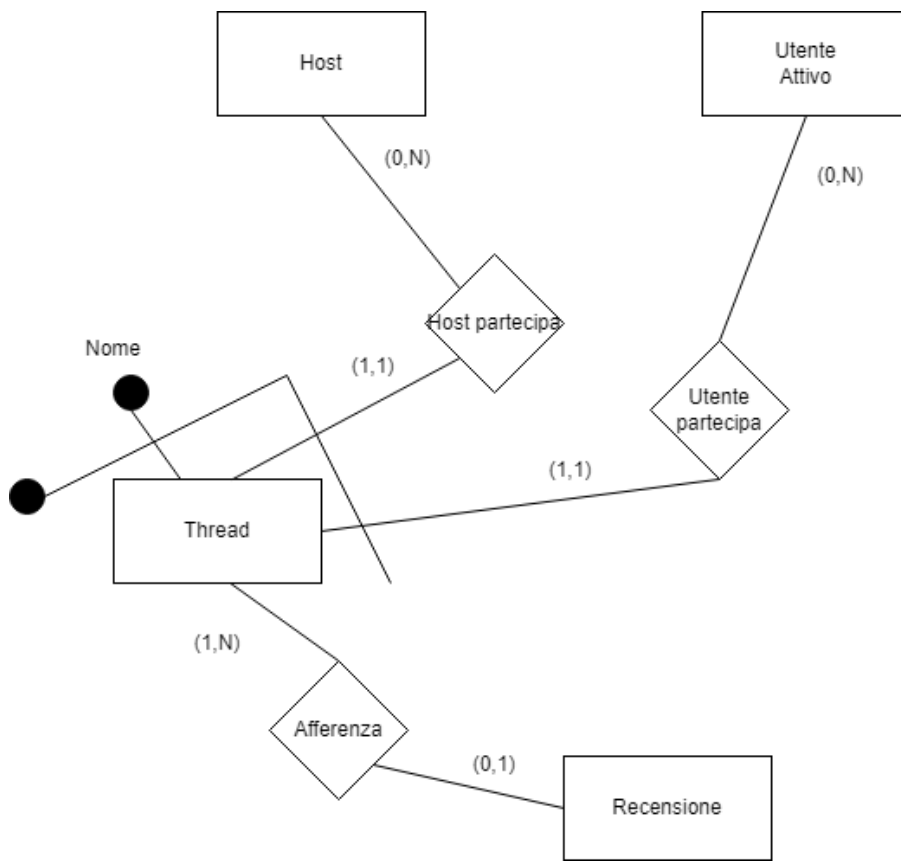 Host
Utente
Attivo
(0,N)
(0,N)
Host partecipa
Nome
(1,1)
Utente
partecipa
(1,1)
Thread
(1,N)
Afferenza
(0,1)
Recensione